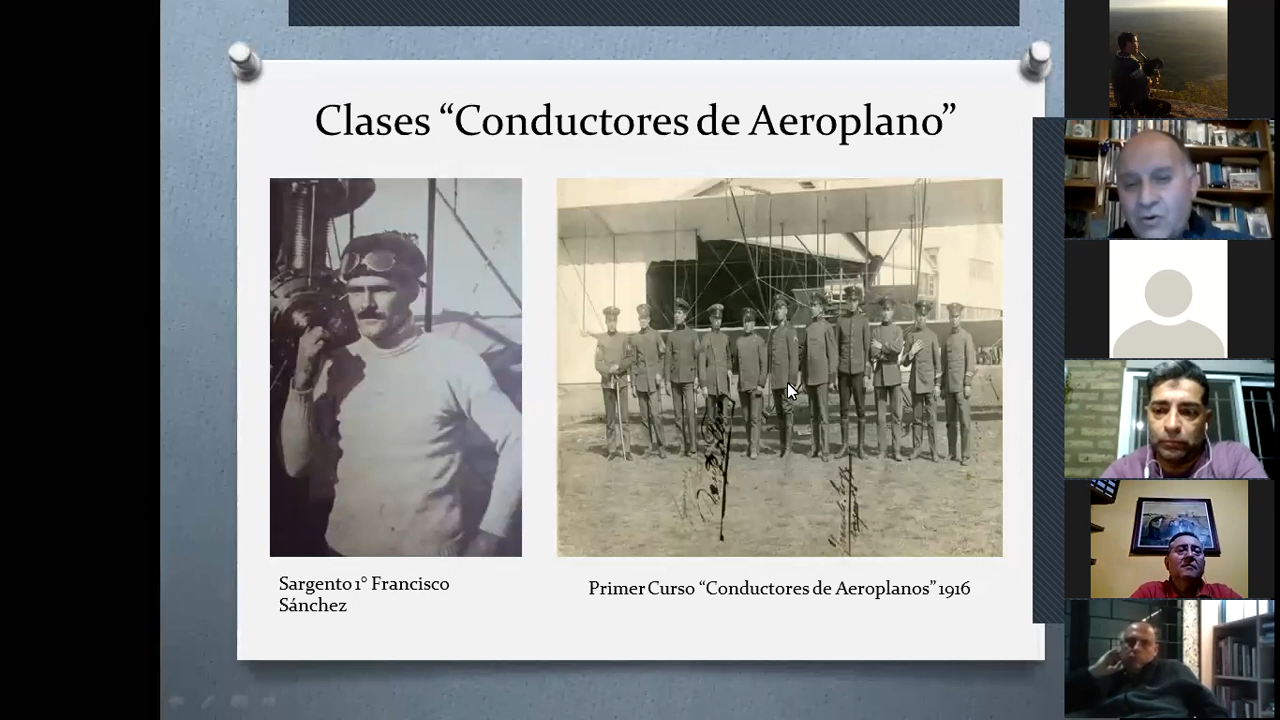 Clases “Conductores de Aeroplano”
Sargento 1° Francisco
Sánchez
Primer Curso “Conductores de Aeroplanos” 1916